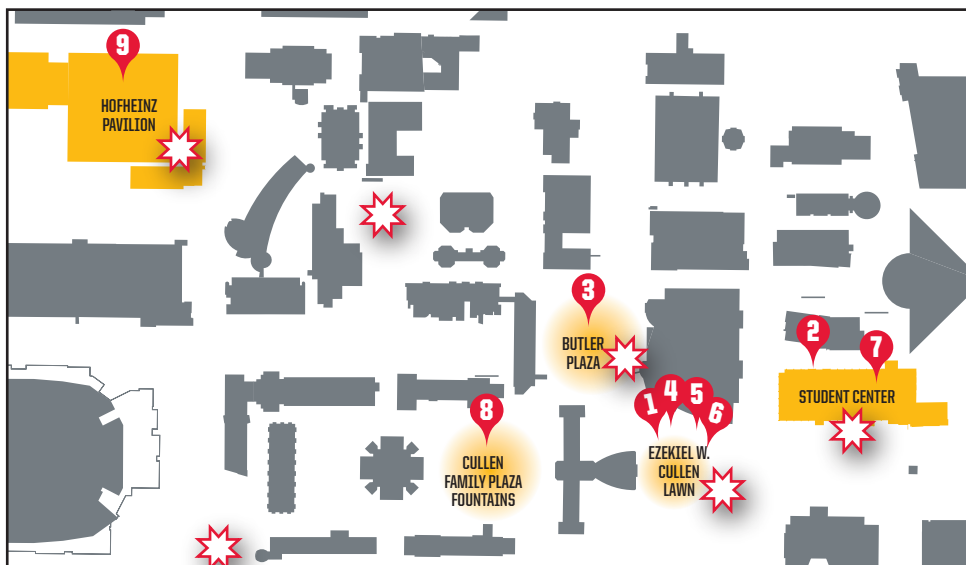 9
HOFHEINZ
PAVILION
3
BUTLER
PLAZA
2
7
STUDENT CENTER
1
4
5
6
EZEKIEL W.
CULLEN
LAWN
8
CULLEN
FAMILY PLAZA
FOUNTAINS